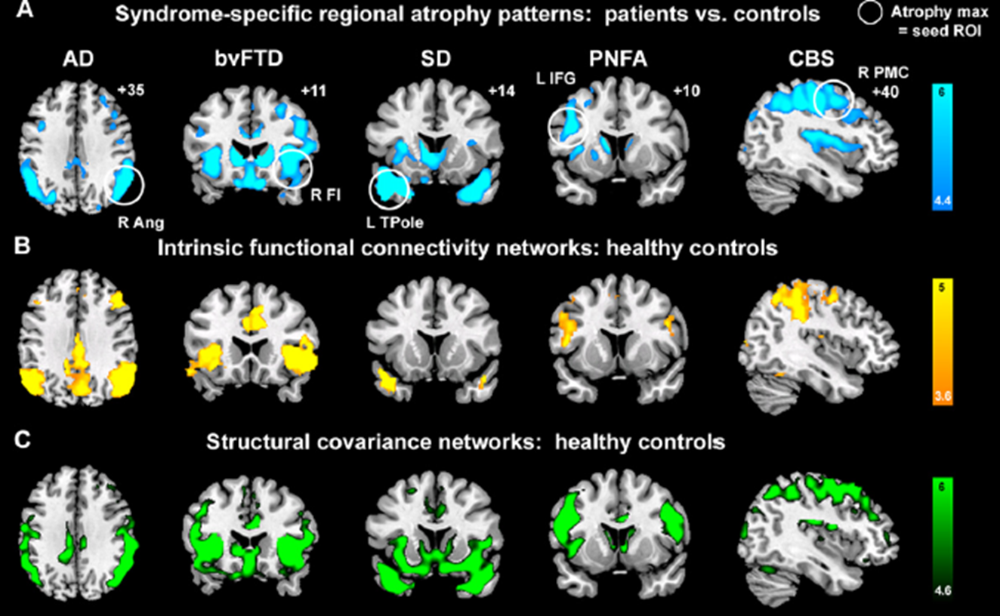 A
Syndrome-specific regional atrophy patterns: patients vs. controls
Atrophy max
= seed ROI
AD
bvFTD
SD
PNFA
CBS
+35
+11
+14
L IFG
+10
R PMC
+40
6
4.4
R Ang
R FI
L TPole
B
Intrinsic functional connectivity networks: healthy controls
5
3.6
C
Structural covariance networks: healthy controls
6
4.6